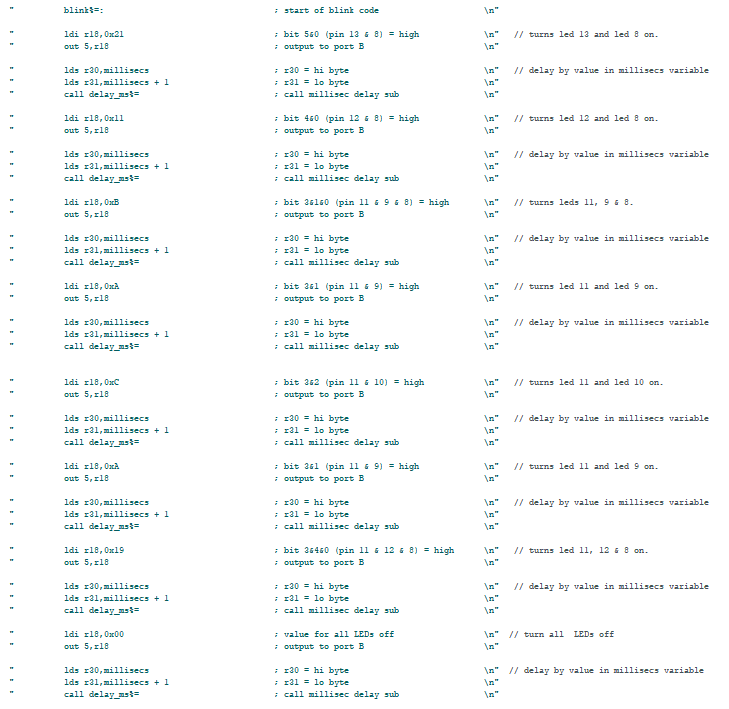 "          blink%=:                                  ; start of blink code                     \n"

"          ldi r18,0x21                              ; bit 5&0 (pin 13 & 8) = high             \n"   // turns led 13 and led 8 on.
"          out 5,r18                                 ; output to port B                        \n"

"          lds r30,millisecs                         ; r30 = hi byte                           \n"   // delay by value in millisecs variable
"          lds r31,millisecs + 1                     ; r31 = lo byte                           \n"
"          call delay_ms%=                           ; call millisec delay sub                 \n"

"          ldi r18,0x11                              ; bit 4&0 (pin 12 & 8) = high             \n"   // turns led 12 and led 8 on.
"          out 5,r18                                 ; output to port B                        \n"

"          lds r30,millisecs                         ; r30 = hi byte                           \n"   // delay by value in millisecs variable
"          lds r31,millisecs + 1                     ; r31 = lo byte                           \n"
"          call delay_ms%=                           ; call millisec delay sub                 \n"

"          ldi r18,0xB                               ; bit 3&1&0 (pin 11 & 9 & 8) = high       \n"   // turns leds 11, 9 & 8.
"          out 5,r18                                 ; output to port B                        \n"

"          lds r30,millisecs                         ; r30 = hi byte                           \n"   // delay by value in millisecs variable
"          lds r31,millisecs + 1                     ; r31 = lo byte                           \n"
"          call delay_ms%=                           ; call millisec delay sub                 \n"

"          ldi r18,0xA                               ; bit 3&1 (pin 11 & 9) = high             \n"   // turns led 11 and led 9 on.
"          out 5,r18                                 ; output to port B                        \n"

"          lds r30,millisecs                         ; r30 = hi byte                           \n"   // delay by value in millisecs variable
"          lds r31,millisecs + 1                     ; r31 = lo byte                           \n"
"          call delay_ms%=                           ; call millisec delay sub                 \n"

"          ldi r18,0xC                               ; bit 3&2 (pin 11 & 10) = high            \n"   // turns led 11 and led 10 on.
"          out 5,r18                                 ; output to port B                        \n"

"          lds r30,millisecs                         ; r30 = hi byte                           \n"   // delay by value in millisecs variable
"          lds r31,millisecs + 1                     ; r31 = lo byte                           \n"
"          call delay_ms%=                           ; call millisec delay sub                 \n"

"          ldi r18,0xA                               ; bit 3&1 (pin 11 & 9) = high             \n"   // turns led 11 and led 9 on.
"          out 5,r18                                 ; output to port B                        \n"

"          lds r30,millisecs                         ; r30 = hi byte                           \n"   // delay by value in millisecs variable
"          lds r31,millisecs + 1                     ; r31 = lo byte                           \n"
"          call delay_ms%=                           ; call millisec delay sub                 \n"

"          ldi r18,0x19                              ; bit 3&4&0 (pin 11 & 12 & 8) = high      \n"   // turns led 11, 12 & 8 on.
"          out 5,r18                                 ; output to port B                        \n"

"          lds r30,millisecs                         ; r30 = hi byte                           \n"   // delay by value in millisecs variable
"          lds r31,millisecs + 1                     ; r31 = lo byte                           \n"
"          call delay_ms%=                           ; call millisec delay sub                 \n"

"          ldi r18,0x00                              ; value for all LEDs off                  \n"  // turn all  LEDs off
"          out 5,r18                                 ; output to port B                        \n"

"          lds r30,millisecs                         ; r30 = hi byte                           \n"  // delay by value in millisecs variable
"          lds r31,millisecs + 1                     ; r31 = lo byte                           \n"
"          call delay_ms%=                           ; call millisec delay sub                 \n"